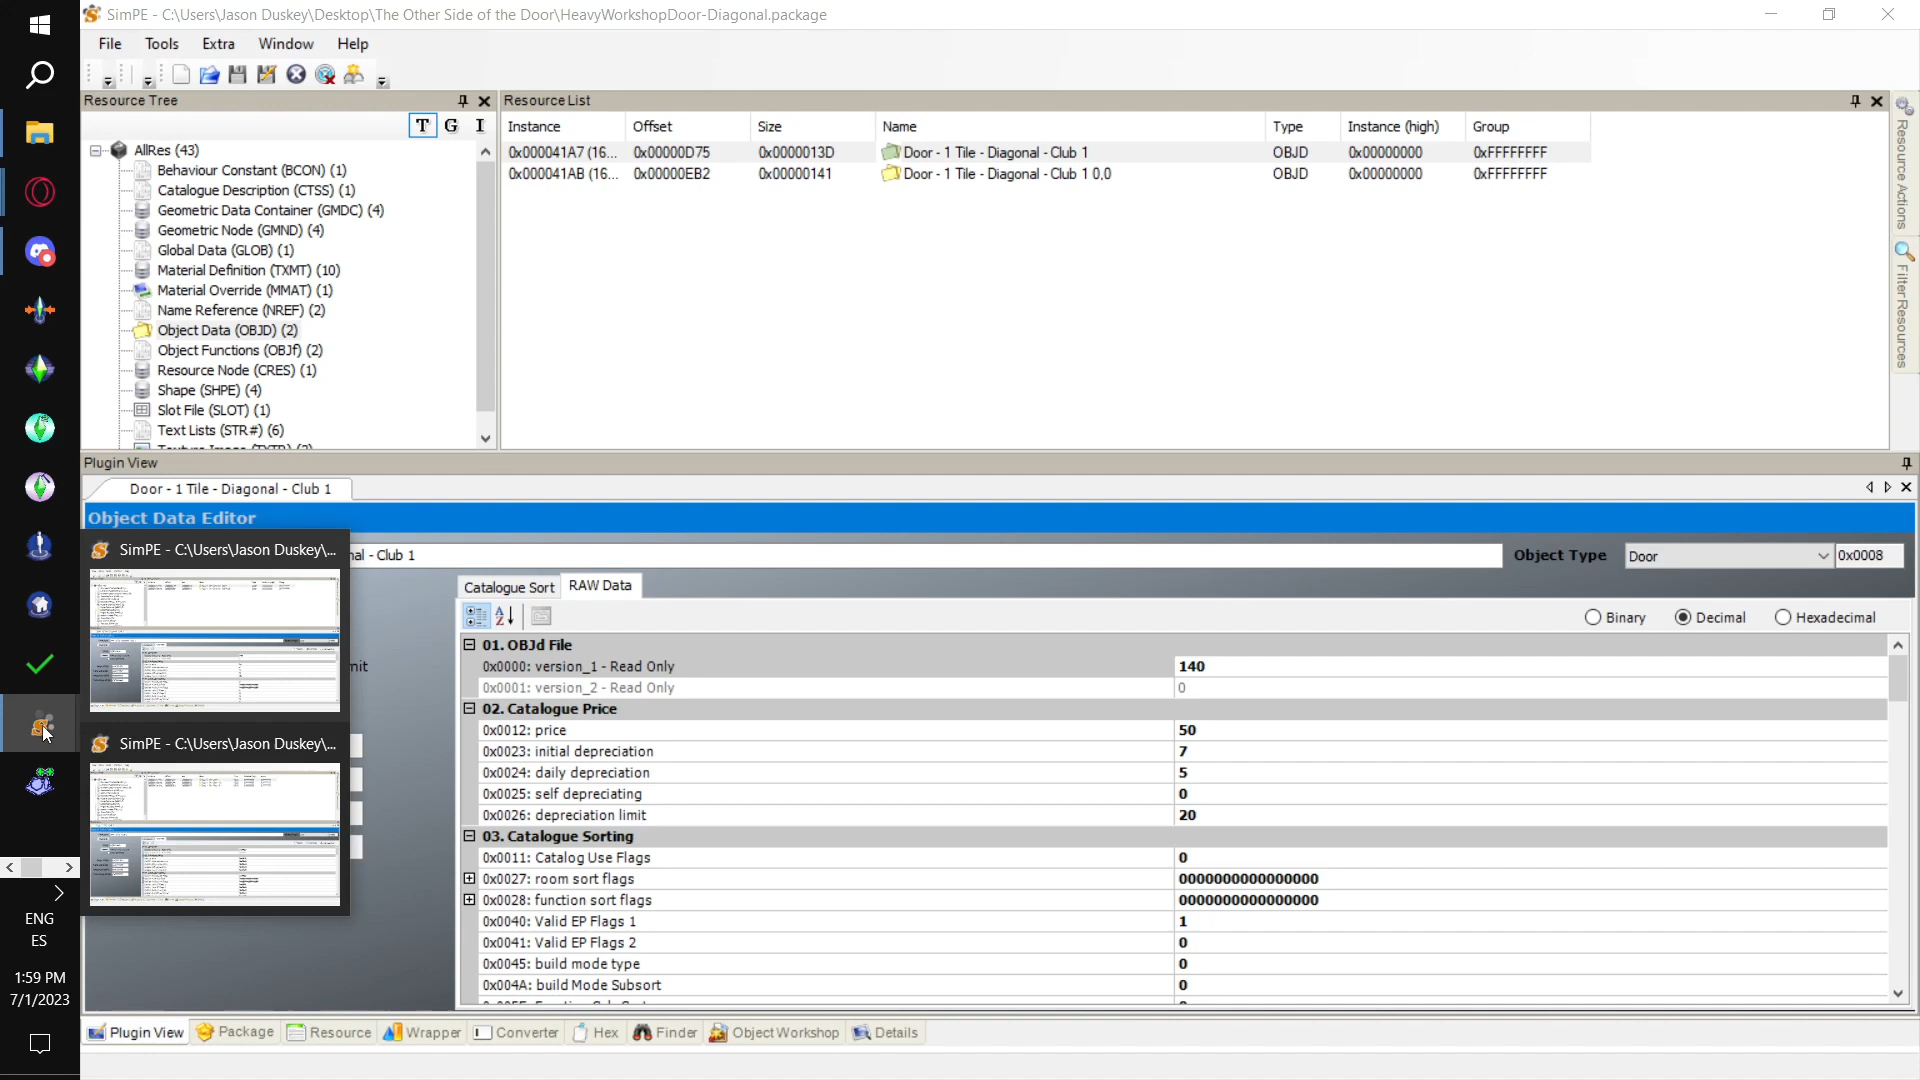 SimPE - C:\Users\Jason Duskey\Desktop\The Other Side of the Door\HeavyWorkshopDoor-Diagonal.package
File Tools Extra Window Help
Resource Tree
T G I
AllRes (43)
Behaviour Constant (BCON) (1)
Catalogue Description (CTSS) (1)
Geometric Data Container (GMDC) (4)
Geometric Node (GMND) (4)
Global Data (GLOB) (1)
Material Definition (TXMT) (10)
Material Override (MMAT) (1)
Name Reference (NREF) (2)
Object Data (OBJD) (2)
Object Functions (OBJf) (2)
Resource Node (CRES) (1)
Shape (SHPE) (4)
Slot File (SLOT) (1)
Text Lists (STR#) (6)
Resource List
Instance Offset Size Name Type Instance (high) Group
0x000041A7 (16... 0x00000D75 0x0000013D Door - 1 Tile - Diagonal - Club 1 OBJD 0x00000000 0xFFFFFFFF
0x000041AB (16... 0x00000EB2 0x00000141 Door - 1 Tile - Diagonal - Club 1 0,0 OBJD 0x00000000 0xFFFFFFFF
Resource Actions
Filter Resources
Plugin View
Door - 1 Tile - Diagonal - Club 1
Object Data Editor
SimPE - C:\Users\Jason Duskey\...
SimPE - C:\Users\Jason Duskey\...
nal - Club 1
Object Type Door 0x0008
nit
Catalogue Sort RAW Data
Binary Decimal Hexadecimal
01. OBJd File
0x0000: version_1 - Read Only 140
0x0001: version_2 - Read Only 0
02. Catalogue Price
0x0012: price 50
0x0023: initial depreciation 7
0x0024: daily depreciation 5
0x0025: self depreciating 0
0x0026: depreciation limit 20
03. Catalogue Sorting
0x0011: Catalog Use Flags 0
0x0027: room sort flags 0000000000000000
0x0028: function sort flags 0000000000000000
0x0040: Valid EP Flags 1 1
0x0041: Valid EP Flags 2 0
0x0045: build mode type 0
0x004A: build Mode Subsort 0
Plugin View Package Resource Wrapper Converter Hex Finder Object Workshop Details
ENG
ES
1:59 PM
7/1/2023